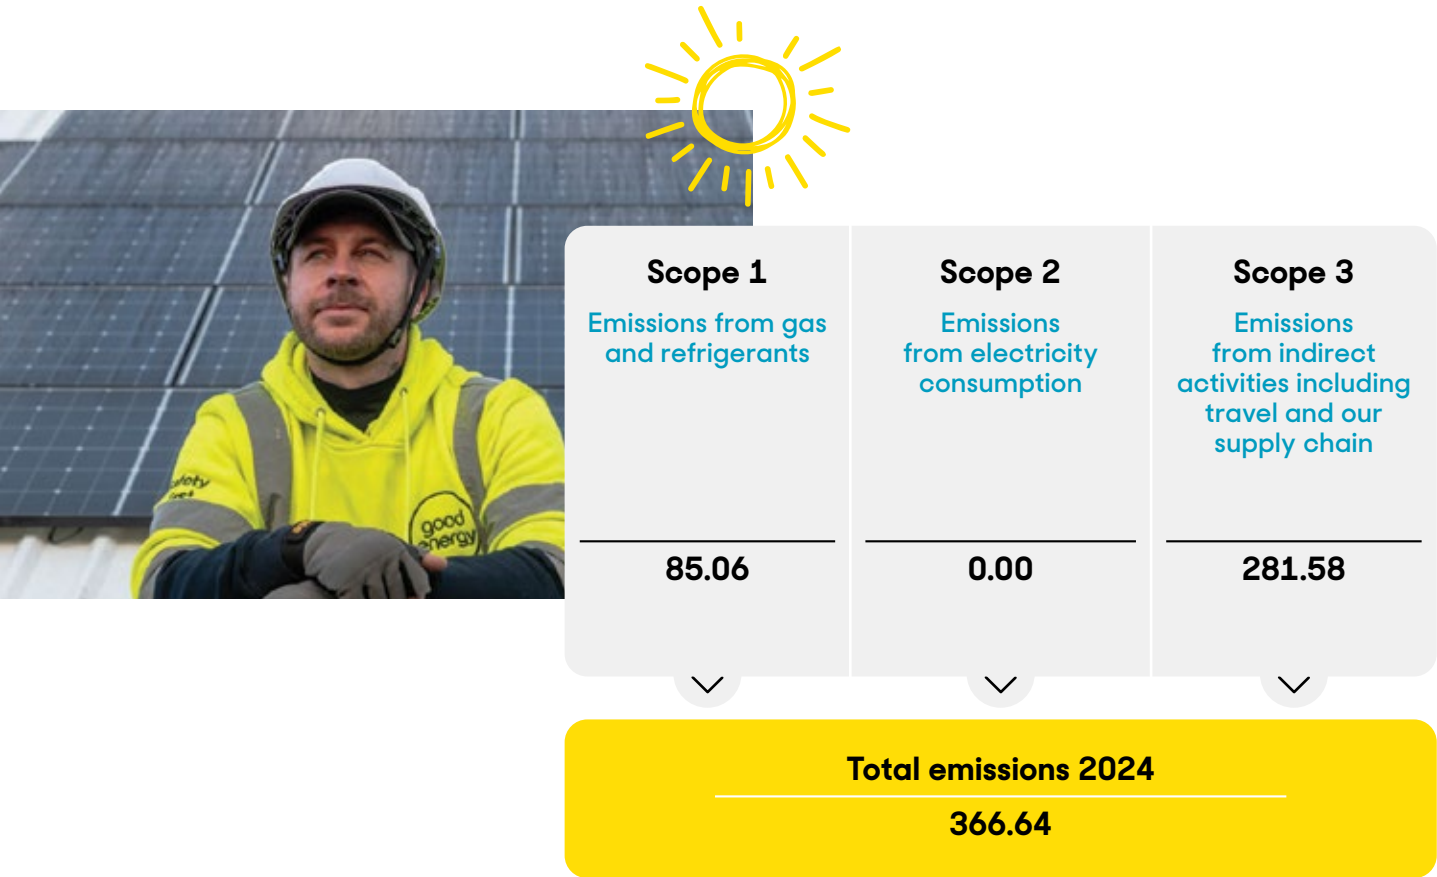 Scope 1
Emissions from gas
and refrigerants
85.06
Scope 2
Emissions
from electricity
consumption
0.00
Scope 3
Emissions
from indirect
activities including
travel and our
supply chain
281.58
Total emissions 2024
366.64
good
energy